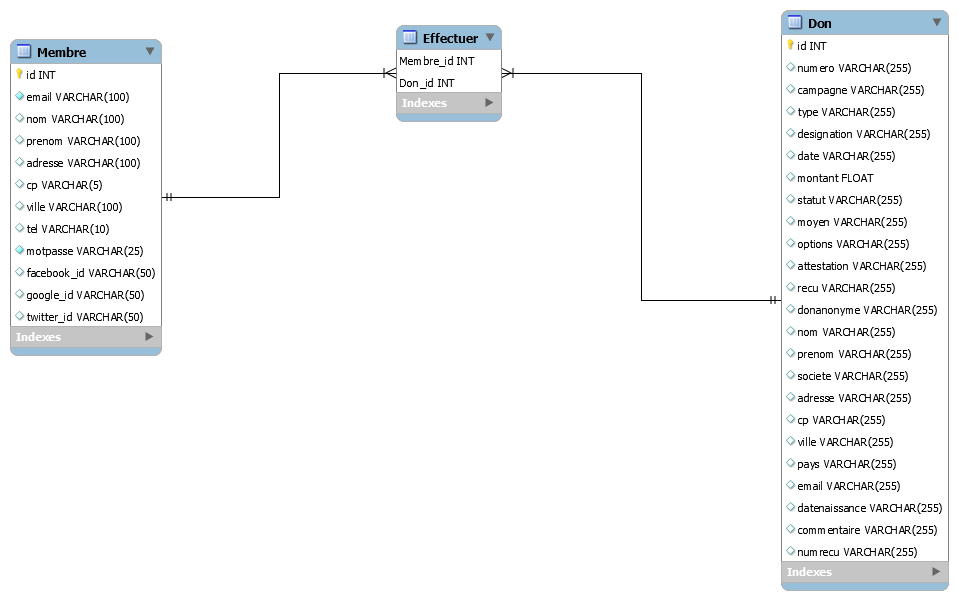 Membre
id INT
email VARCHAR(100)
nom VARCHAR(100)
prenom VARCHAR(100)
adresse VARCHAR(100)
cp VARCHAR(5)
ville VARCHAR(100)
tel VARCHAR(10)
motpasse VARCHAR(25)
facebook_id VARCHAR(50)
google_id VARCHAR(50)
twitter_id VARCHAR(50)
Indexes
Effectuer
Membre_id INT
Don_id INT
Indexes
Don
id INT
numero VARCHAR(255)
campagne VARCHAR(255)
type VARCHAR(255)
designation VARCHAR(255)
date VARCHAR(255)
montant FLOAT
statut VARCHAR(255)
moyen VARCHAR(255)
options VARCHAR(255)
attestation VARCHAR(255)
recu VARCHAR(255)
donanonyme VARCHAR(255)
nom VARCHAR(255)
prenom VARCHAR(255)
societe VARCHAR(255)
adresse VARCHAR(255)
cp VARCHAR(255)
ville VARCHAR(255)
pays VARCHAR(255)
email VARCHAR(255)
datenaissance VARCHAR(255)
commentaire VARCHAR(255)
numrecu VARCHAR(255)
Indexes